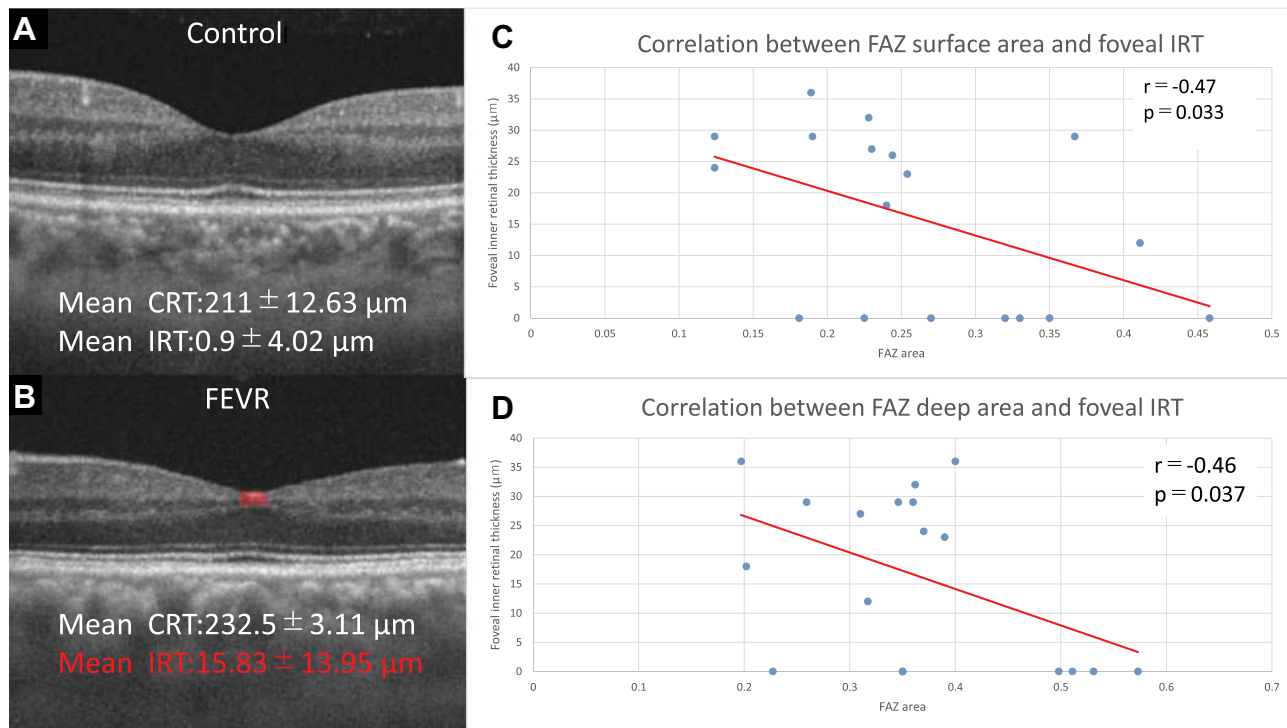 A
Control
Mean CRT:211 ± 12.63 µm
Mean IRT:0.9 ± 4.02 µm
B
FEVR
Mean CRT:232.5 ± 3.11 µm
Mean IRT:15.83 ± 13.95 µm
C
Correlation between FAZ surface area and foveal IRT
r = -0.47
p = 0.033
Foveal inner retinal thickness (µm)
40
35
30
25
20
15
10
5
0
0 0.05 0.1 0.15 0.2 0.25 0.3 0.35 0.4 0.45 0.5
FAZ area
D
Correlation between FAZ deep area and foveal IRT
r = -0.46
p = 0.037
Foveal inner retinal thickness (µm)
40
35
30
25
20
15
10
5
0
0 0.1 0.2 0.3 0.4 0.5 0.6 0.7
FAZ area